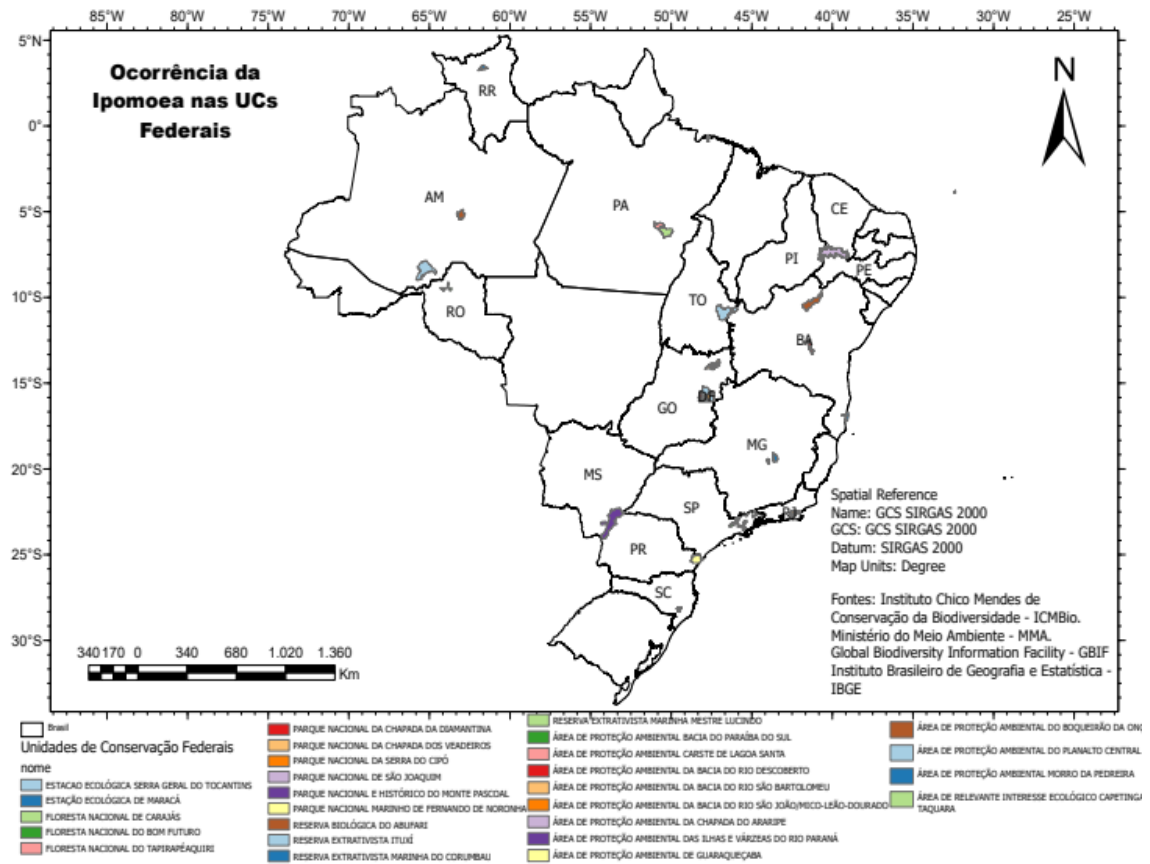 85°W 80°W 75°W 70°W 65°W 60°W 55°W 50°W 45°W 40°W 35°W 30°W 25°W
5°N
0°
5°S
10°S
15°S
20°S
25°S
30°S
Ocorrência da
Ipomoea nas UCs
Federais
N
RR
AM
PA
CE
PI
PE
TO
RO
BA
DF
GO
MG
MS
SP
RJ
PR
SC
Spatial Reference
Name: GCS SIRGAS 2000
GCS: GCS SIRGAS 2000
Datum: SIRGAS 2000
Map Units: Degree
Fontes: Instituto Chico Mendes de
Conservação da Biodiversidade - ICMBio.
Ministério do Meio Ambiente - MMA.
Global Biodiversity Information Facility - GBIF
Instituto Brasileiro de Geografia e Estatística -
IBGE
340 170 0 340 680 1.020 1.360
Km
Brasil
Unidades de Conservação Federais
nome
ESTACAO ECOLÓGICA SERRA GERAL DO TOCANTINS
ESTAÇÃO ECOLÓGICA DE MARACÁ
FLORESTA NACIONAL DE CARAJÁS
FLORESTA NACIONAL DO BOM FUTURO
FLORESTA NACIONAL DO TAPIRAPÉAQUIRI
PARQUE NACIONAL DA CHAPADA DA DIAMANTINA
PARQUE NACIONAL DA CHAPADA DOS VEADEIROS
PARQUE NACIONAL DA SERRA DO CIPÓ
PARQUE NACIONAL DE SÃO JOAQUIM
PARQUE NACIONAL E HISTÓRICO DO MONTE PASCOAL
PARQUE NACIONAL MARINHO DE FERNANDO DE NORONHA
RESERVA BIOLÓGICA DO ABUFARI
RESERVA EXTRATIVISTA ITUXÍ
RESERVA EXTRATIVISTA MARINHA DO CORUMBAU
RESERVA EXTRATIVISTA MARINHA MESTRE LUCINDO
ÁREA DE PROTEÇÃO AMBIENTAL BACIA DO PARAÍBA DO SUL
ÁREA DE PROTEÇÃO AMBIENTAL CARSTE DE LAGOA SANTA
ÁREA DE PROTEÇÃO AMBIENTAL DA BACIA DO RIO DESCOBERTO
ÁREA DE PROTEÇÃO AMBIENTAL DA BACIA DO RIO SÃO BARTOLOMEU
ÁREA DE PROTEÇÃO AMBIENTAL DA BACIA DO RIO SÃO JOÃO/MICO-LEÃO-DOURADO
ÁREA DE PROTEÇÃO AMBIENTAL DA CHAPADA DO ARARIPE
ÁREA DE PROTEÇÃO AMBIENTAL DAS ILHAS E VÁRZEAS DO RIO PARANÁ
ÁREA DE PROTEÇÃO AMBIENTAL DE GUARAQUEÇABA
ÁREA DE PROTEÇÃO AMBIENTAL DO BOQUEIRÃO DA ONÇ
ÁREA DE PROTEÇÃO AMBIENTAL DO PLANALTO CENTRAL
ÁREA DE PROTEÇÃO AMBIENTAL MORRO DA PEDREIRA
ÁREA DE RELEVANTE INTERESSE ECOLÓGICO CAPETINGA
TAQUARA